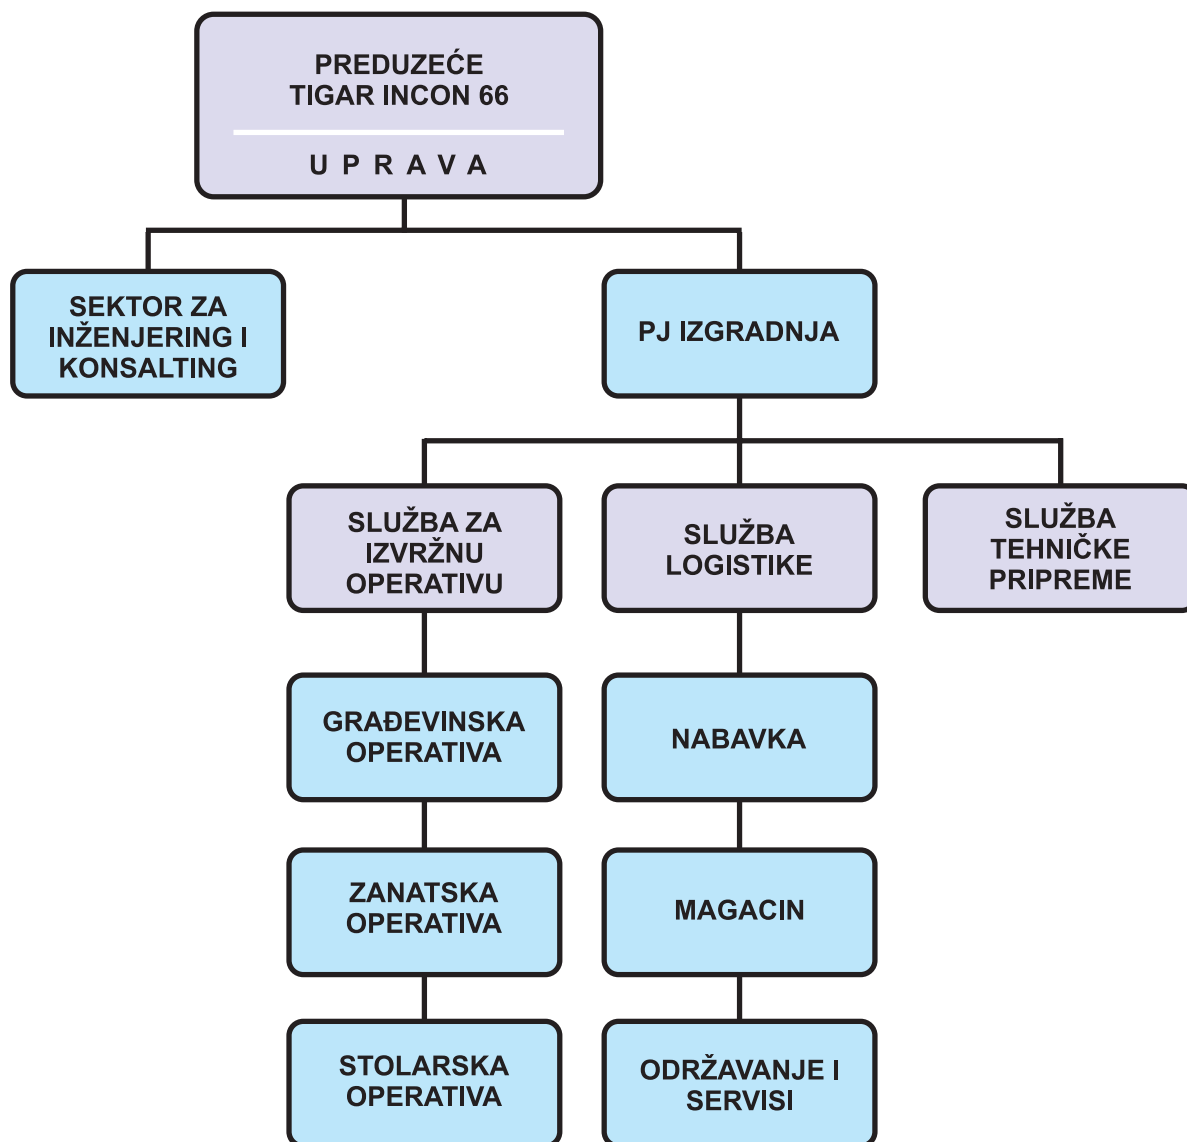 PREDUZEĆE
TIGAR INCON 66
U P R A V A
SEKTOR ZA
INŽENJERING I
KONSALTING
PJ IZGRADNJA
SLUŽBA ZA
IZVRŽNU
OPERATIVU
SLUŽBA
LOGISTIKE
SLUŽBA
TEHNIČKE
PRIPREME
GRAĐEVINSKA
OPERATIVA
NABAVKA
ZANATSKA
OPERATIVA
MAGACIN
STOLARSKA
OPERATIVA
ODRŽAVANJE I
SERVISI